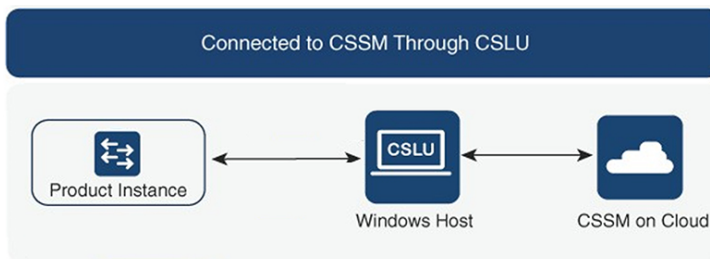 Connected to CSSM Through CSLU
CSLU
Product Instance
Windows Host
CSSM on Cloud